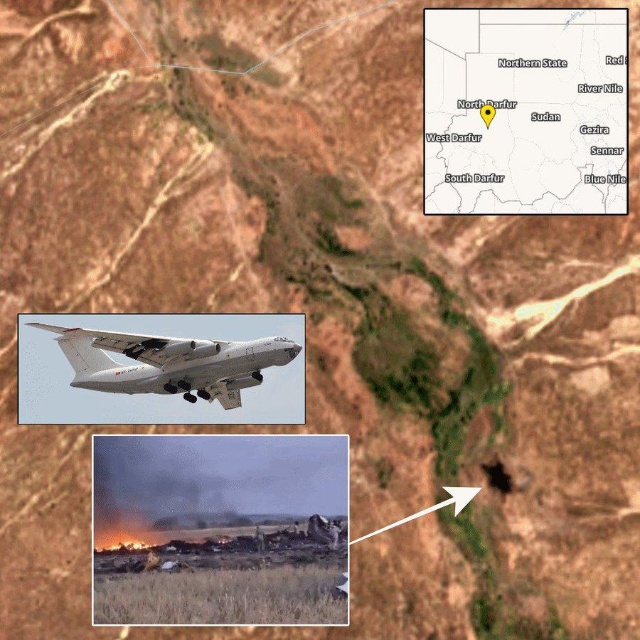 Northern State
Red
River Nile
North Darfur
Sudan
West Darfur
Gezira
Sennar
South Darfur
Blue Nile